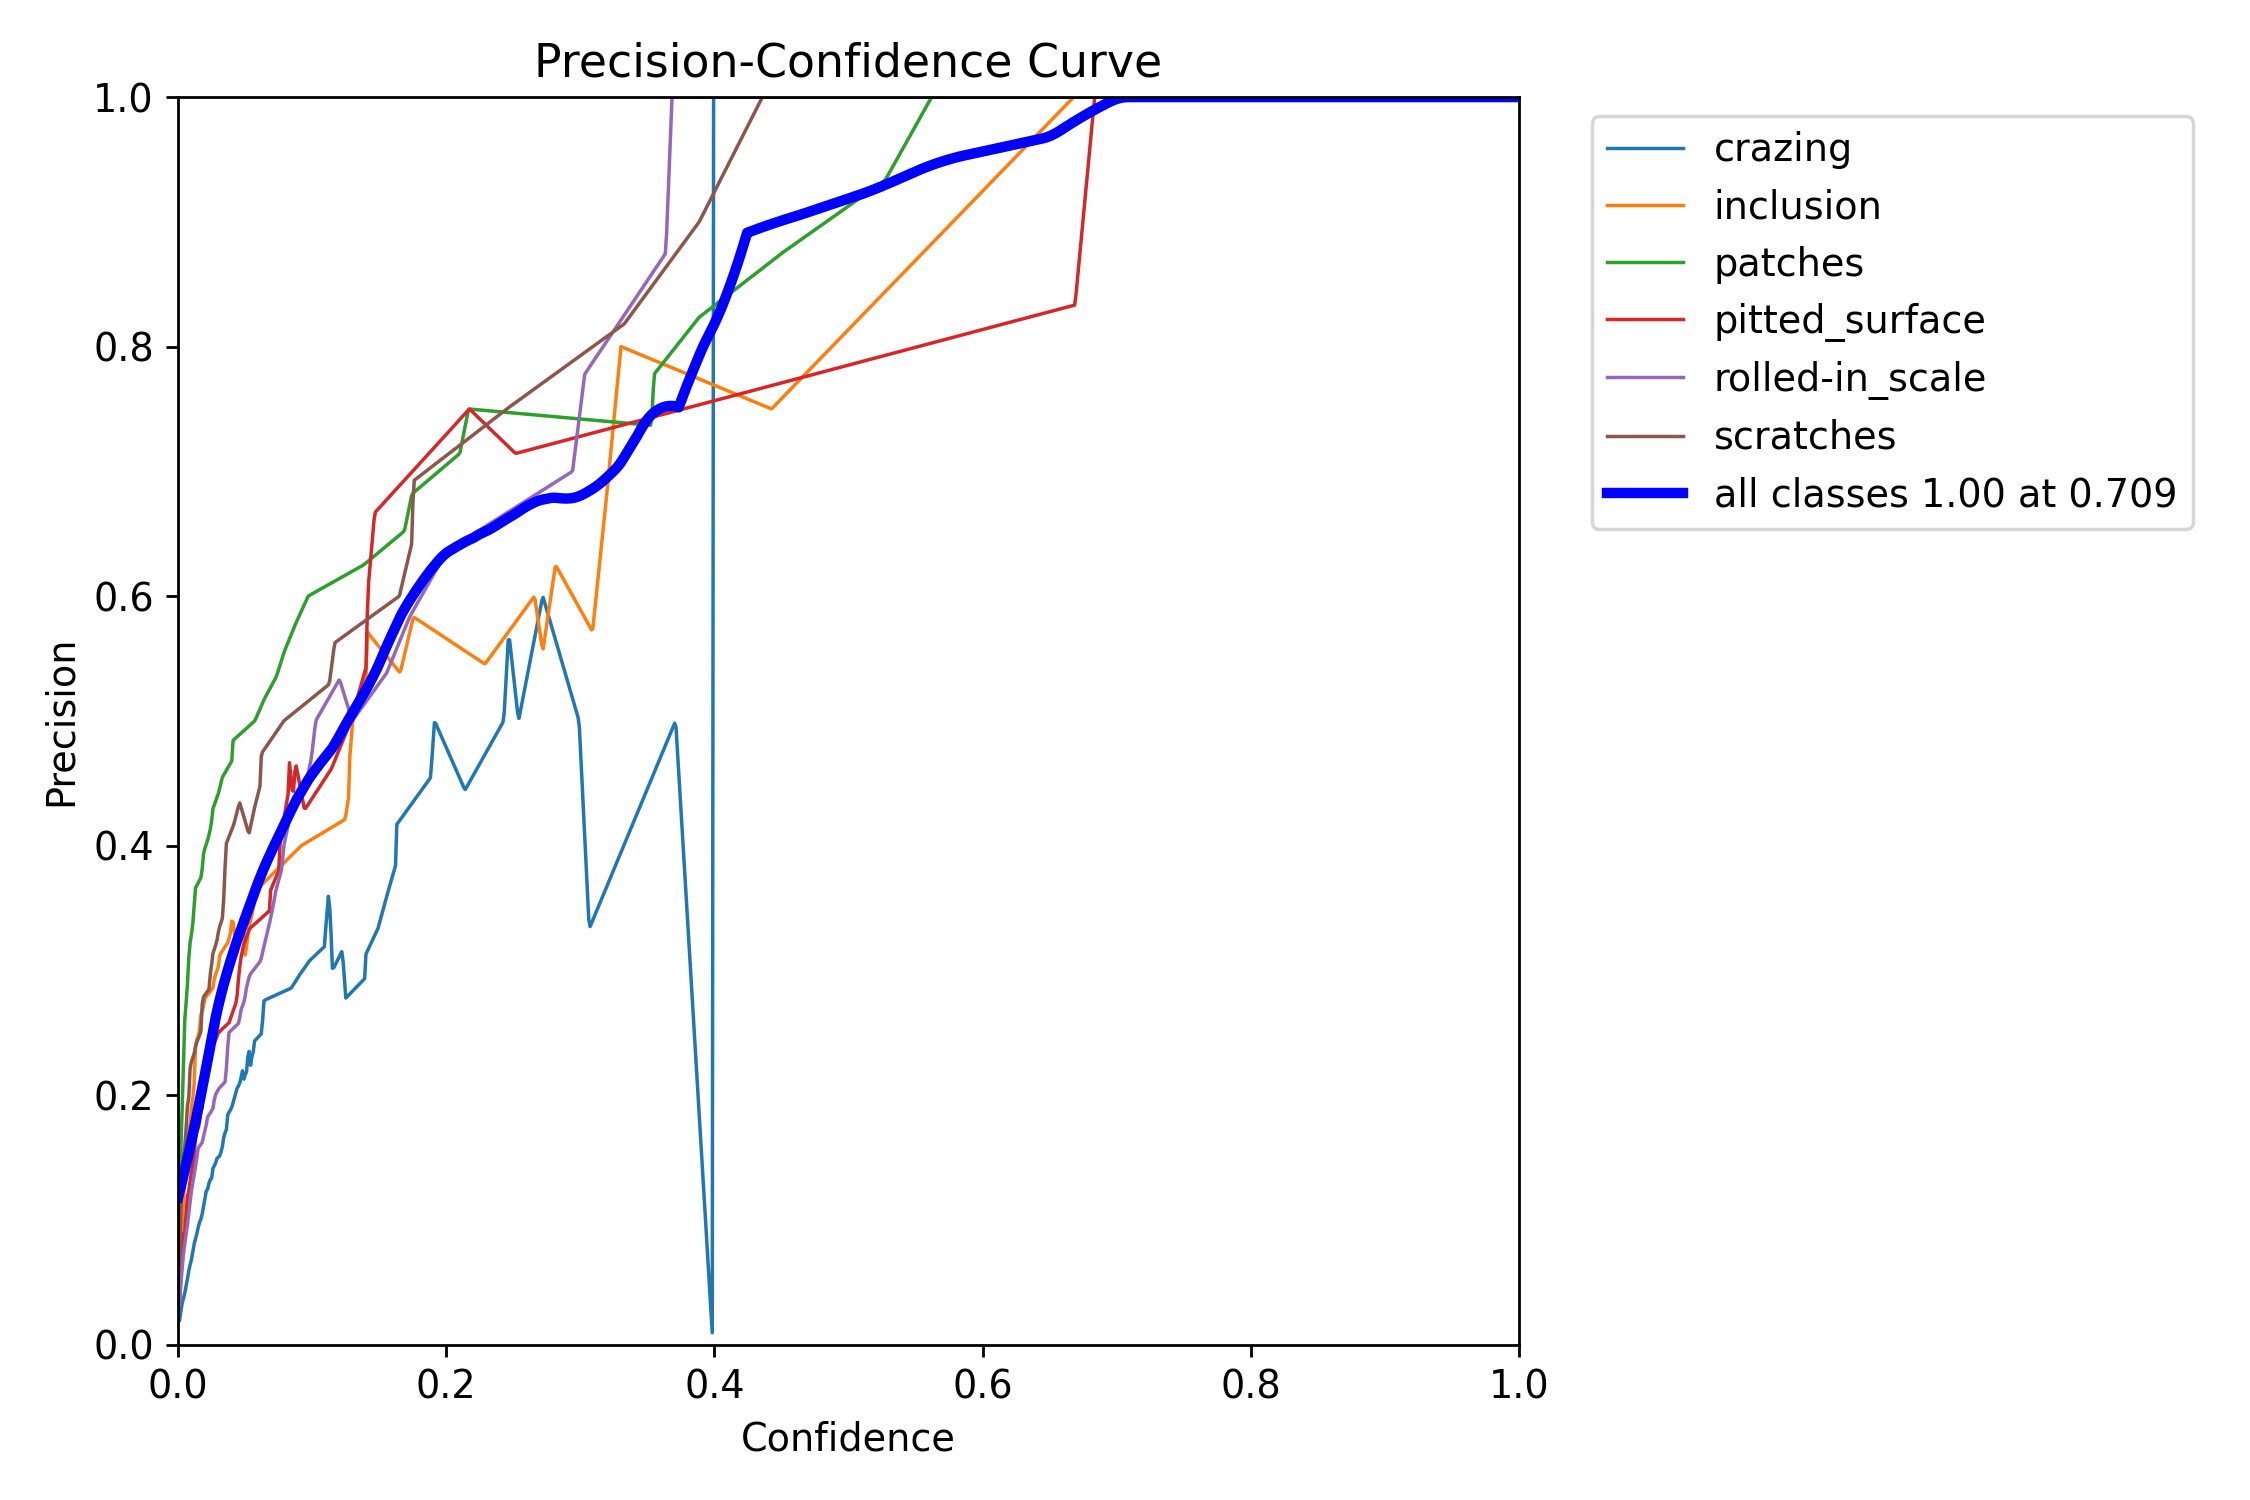 Precision-Confidence Curve
1.0
0.8
0.6
0.4
0.2
0.0
Precision
0.0 0.2 0.4 0.6 0.8 1.0
Confidence
crazing
inclusion
patches
pitted_surface
rolled-in_scale
scratches
all classes 1.00 at 0.709